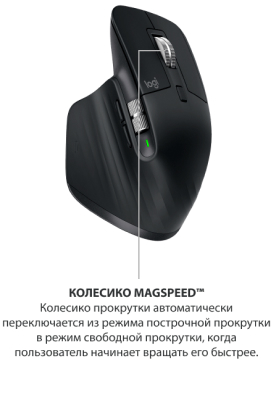 logi
КОЛЕСИКО MAGSPEED™
Колесико прокрутки автоматически
переключается из режима построчной прокрутки
в режим свободной прокрутки, когда
пользователь начинает вращать его быстрее.